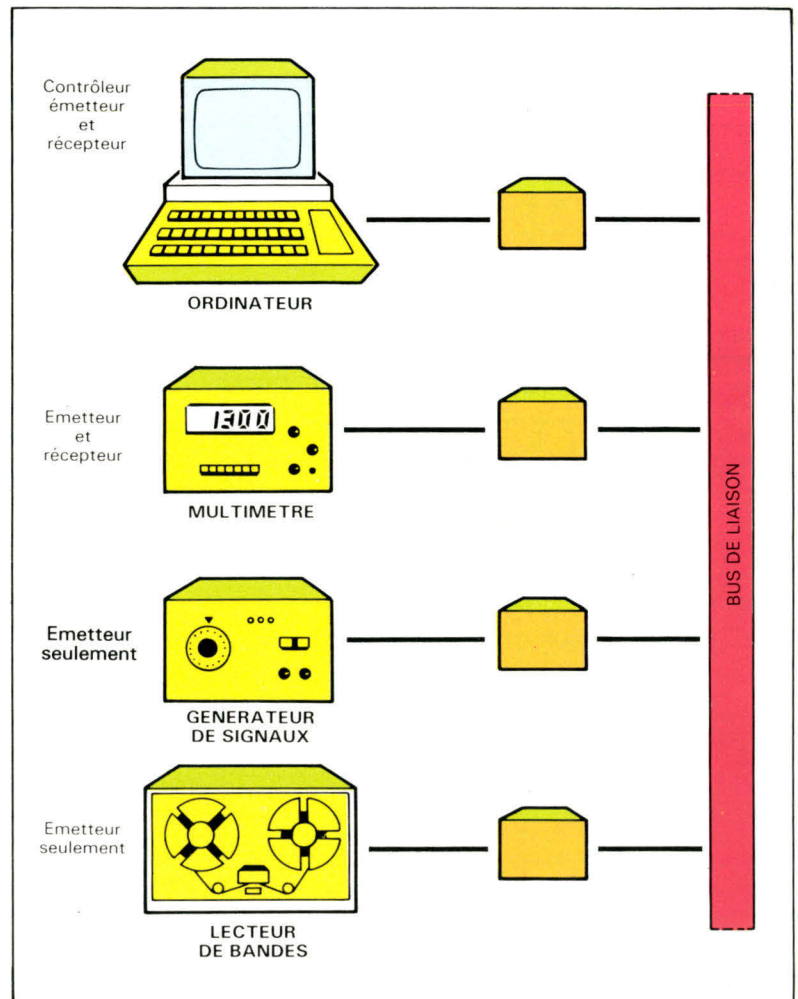 Contrôleur
émetteur
et
récepteur
ORDINATEUR
Emetteur
et
récepteur
1300
MULTIMETRE
Emetteur
seulement
GENERATEUR
DE SIGNAUX
Emetteur
seulement
LECTEUR
DE BANDES
BUS DE LIAISON